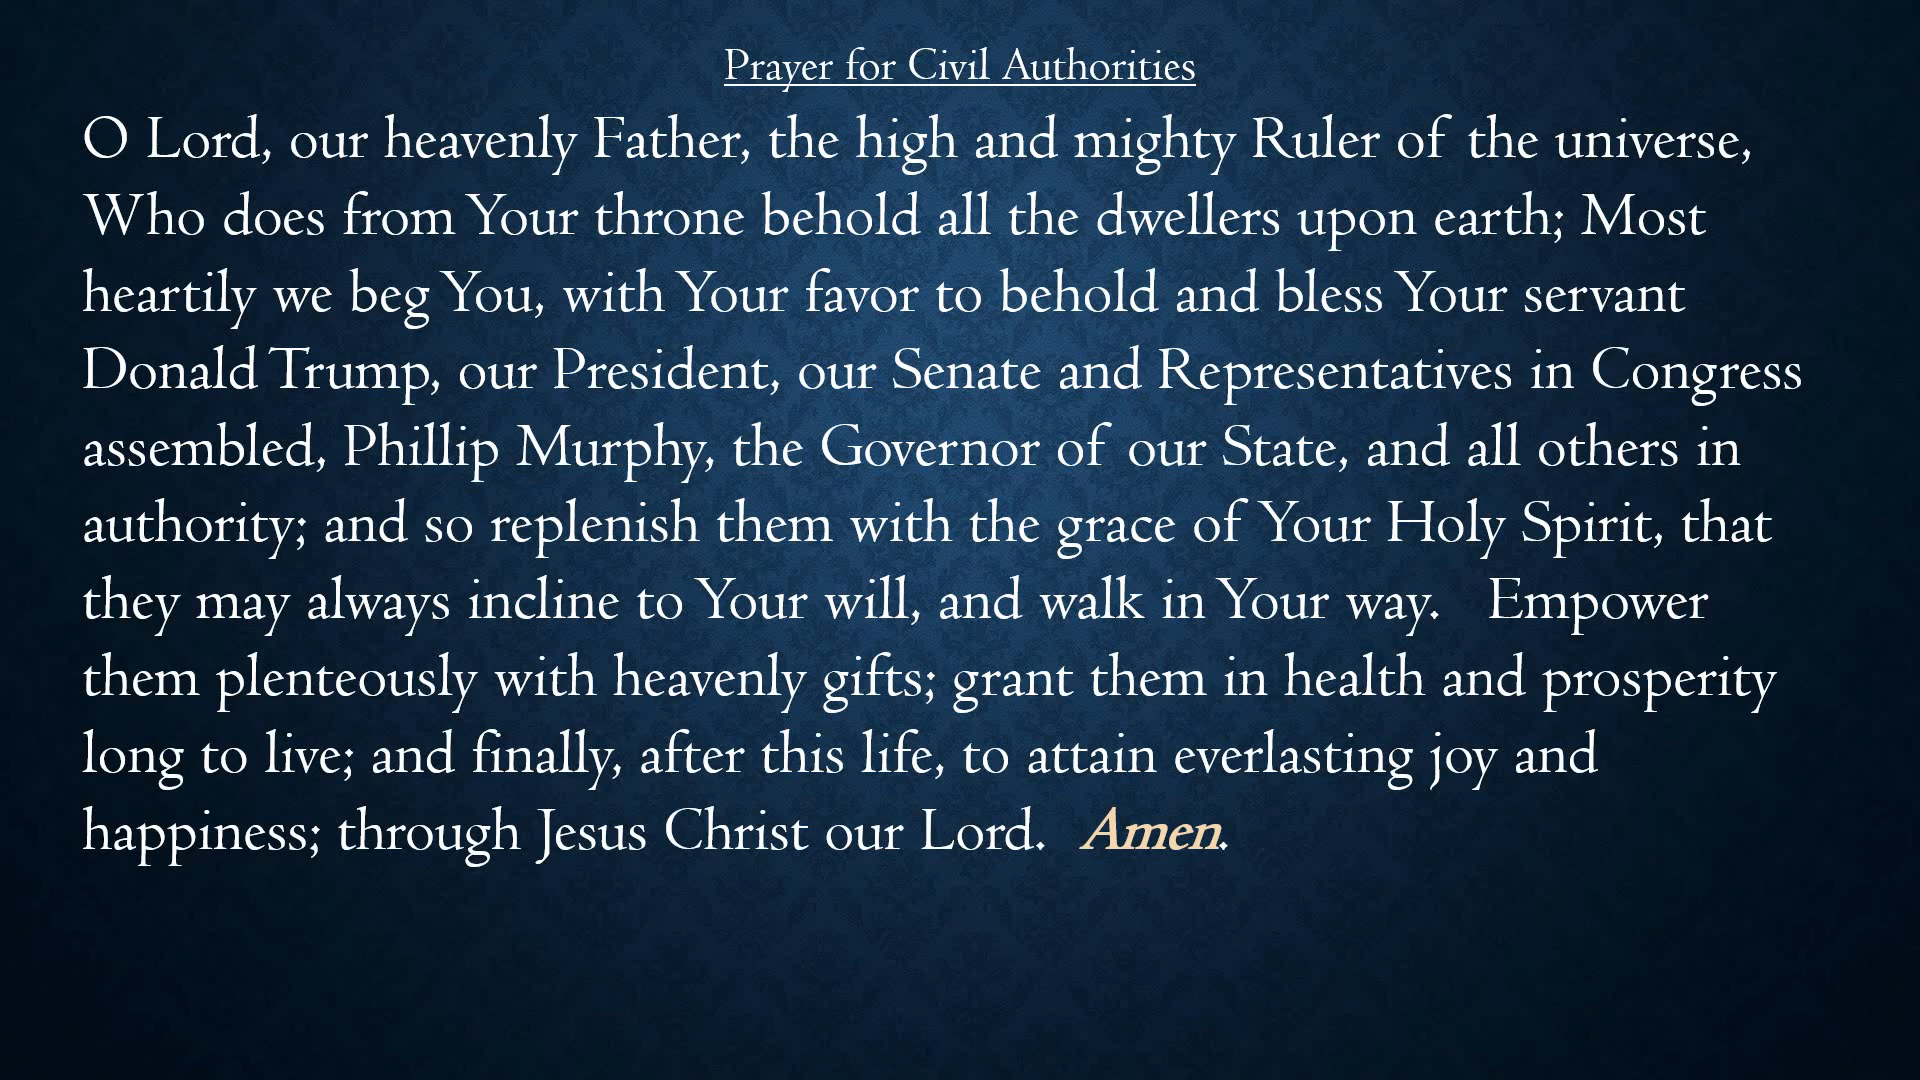 Prayer for Civil Authorities
O Lord, our heavenly Father, the high and mighty Ruler of the universe,
Who does from Your throne behold all the dwellers upon earth; Most
heartily we beg You, with Your favor to behold and bless Your servant
Donald Trump, our President, our Senate and Representatives in Congress
assembled, Phillip Murphy, the Governor of our State, and all others in
authority; and so replenish them with the grace of Your Holy Spirit, that
they may always incline to Your will, and walk in Your way. Empower
them plenteously with heavenly gifts; grant them in health and prosperity
long to live; and finally, after this life, to attain everlasting joy and
happiness; through Jesus Christ our Lord. Amen.